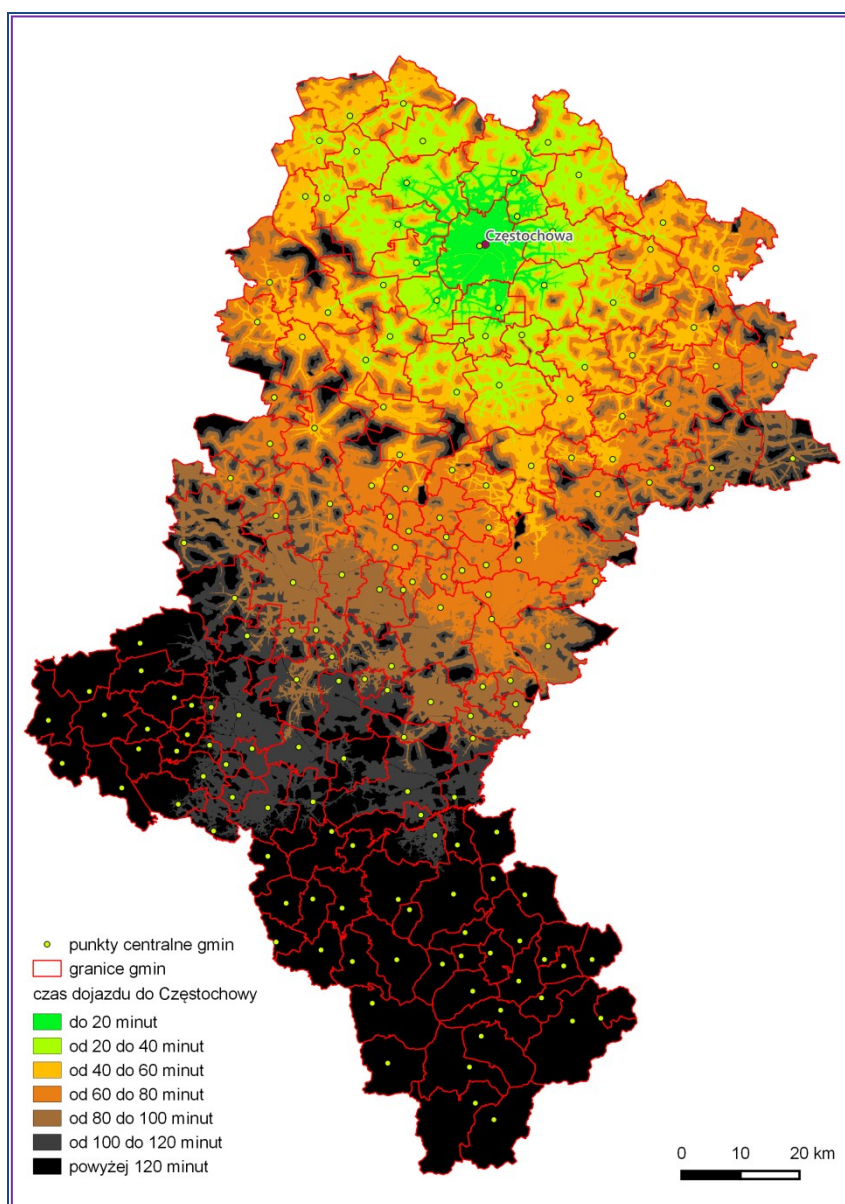 Częstochowa
punkty centralne gmin
granice gmin
czas dojazdu do Częstochowy
do 20 minut
od 20 do 40 minut
od 40 do 60 minut
od 60 do 80 minut
od 80 do 100 minut
od 100 do 120 minut
powyżej 120 minut
0 10 20 km